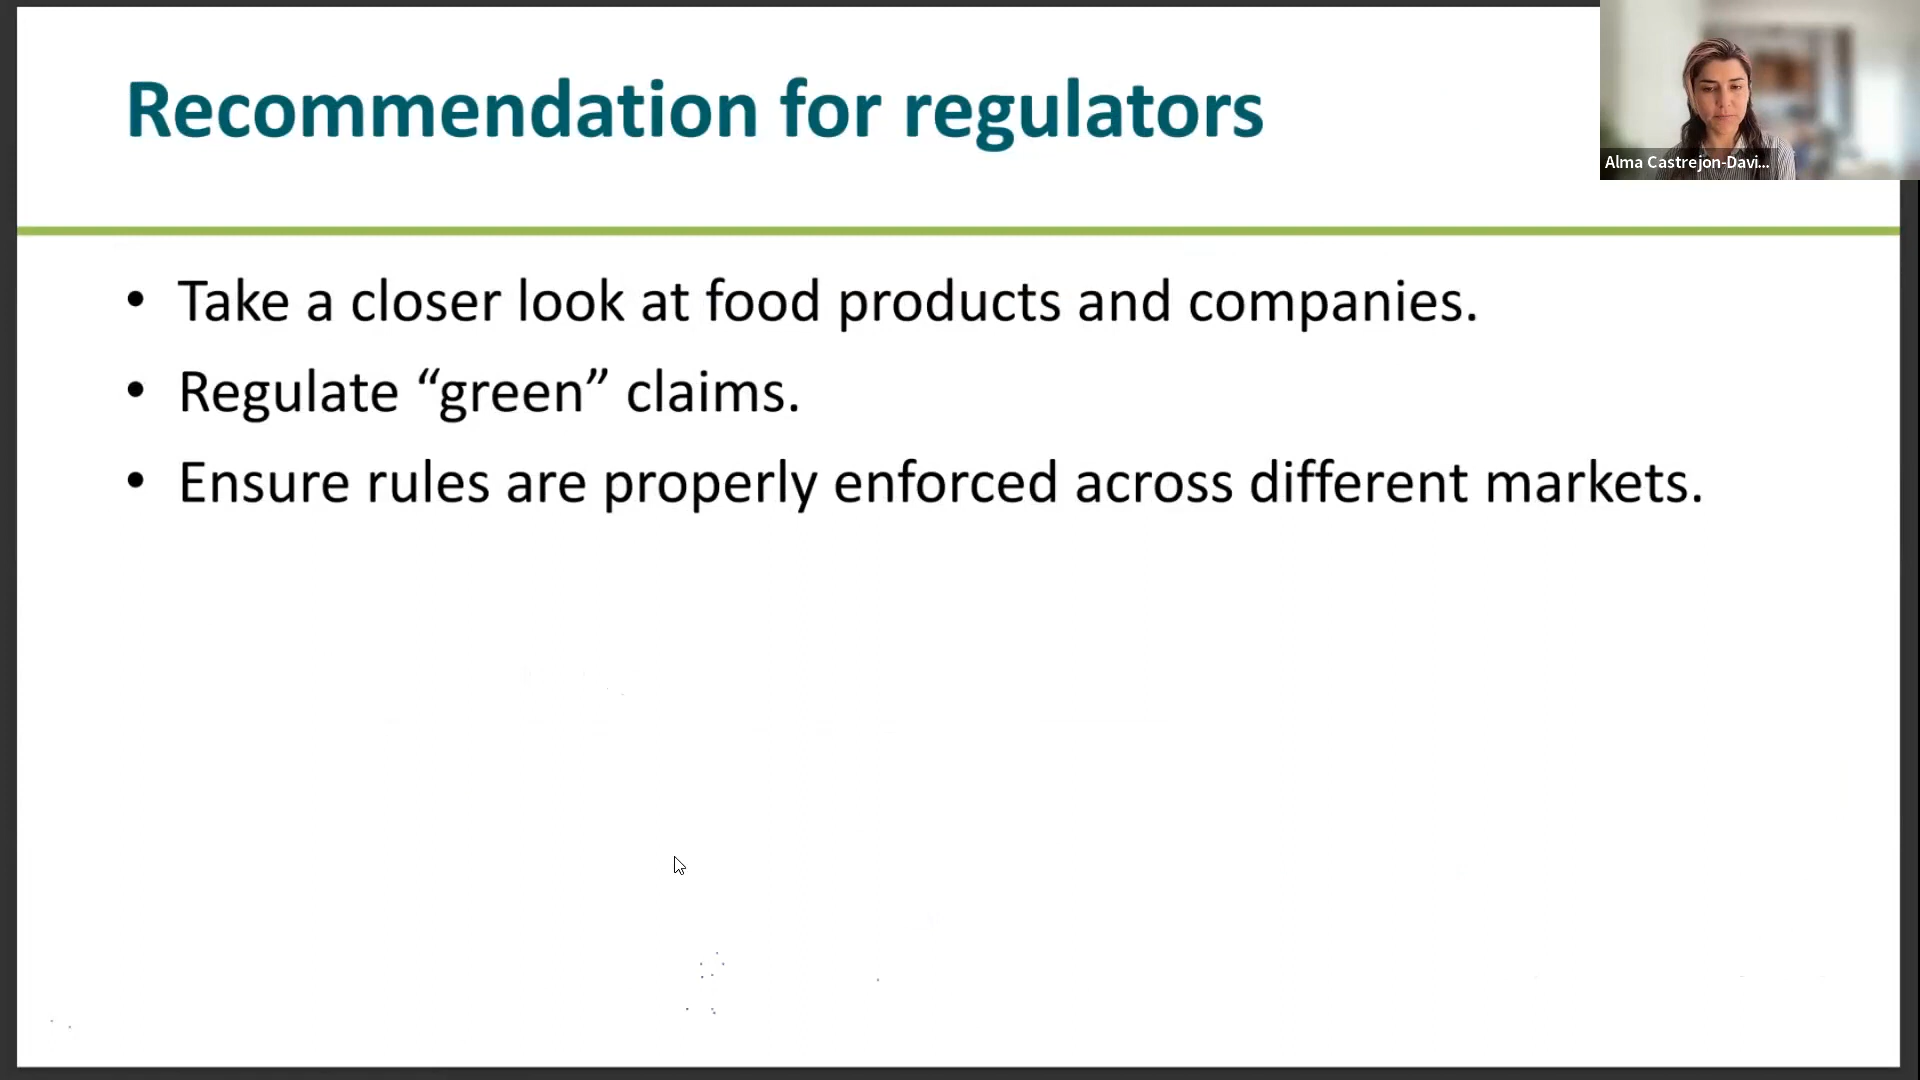 Recommendation for regulators
Alma Castrejon-Davi...
• Take a closer look at food products and companies.
• Regulate “green” claims.
• Ensure rules are properly enforced across different markets.